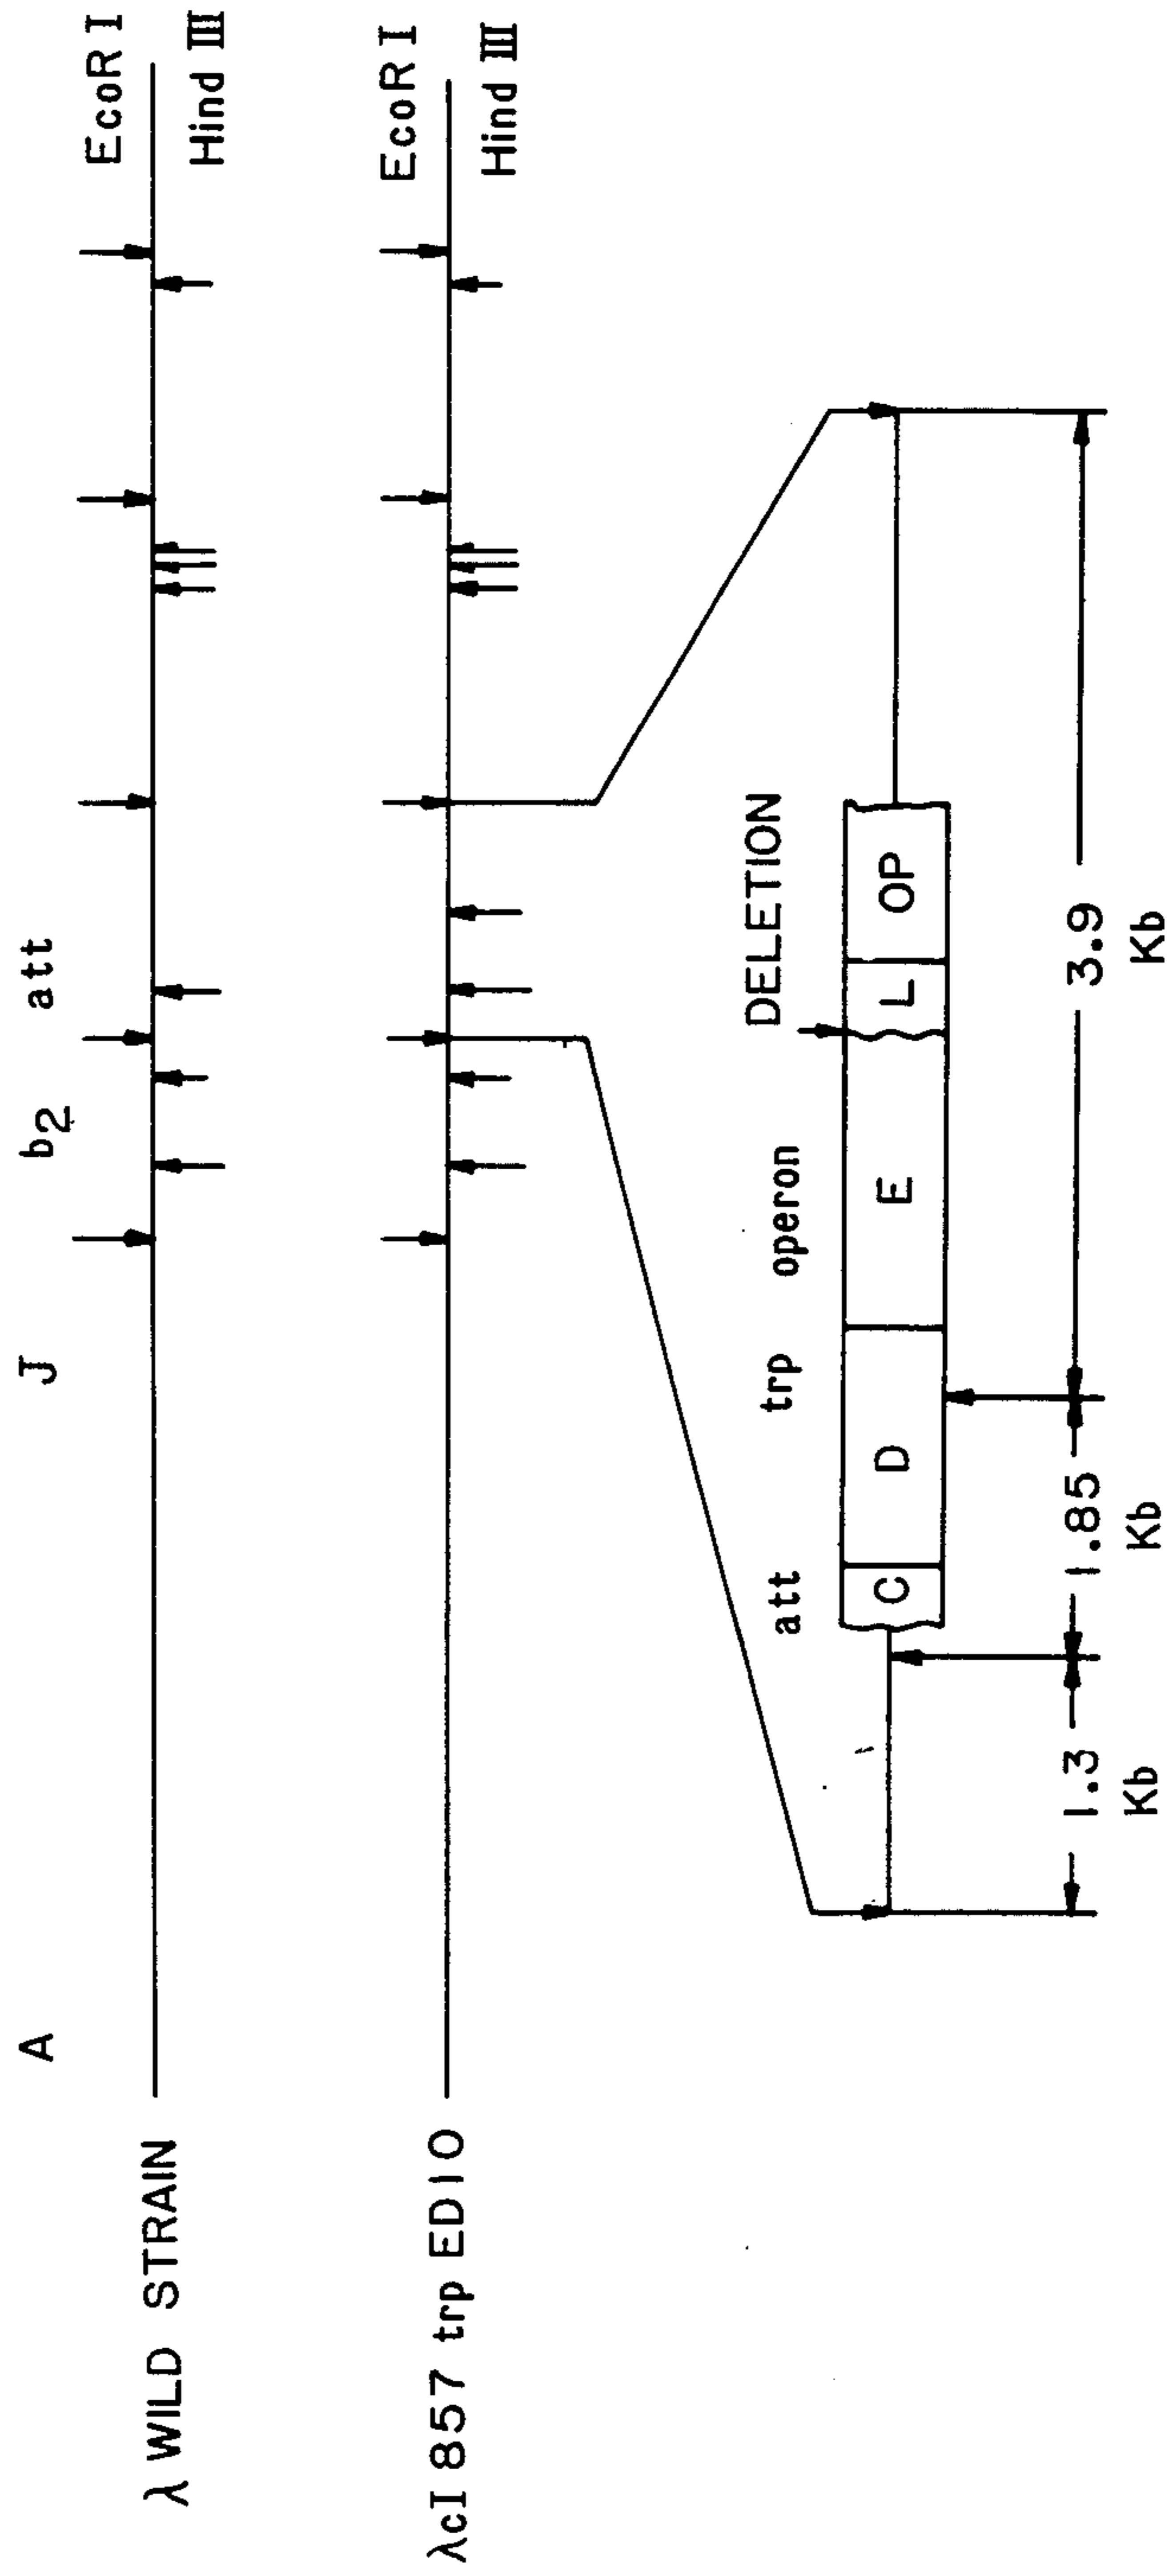 A J b2 att
λ WILD STRAIN
EcoR I
Hind III
λcI 857 trp ED10
EcoR I
Hind III
att trp operon DELETION
C D E L OP
1.3 Kb 1.85 Kb 3.9 Kb